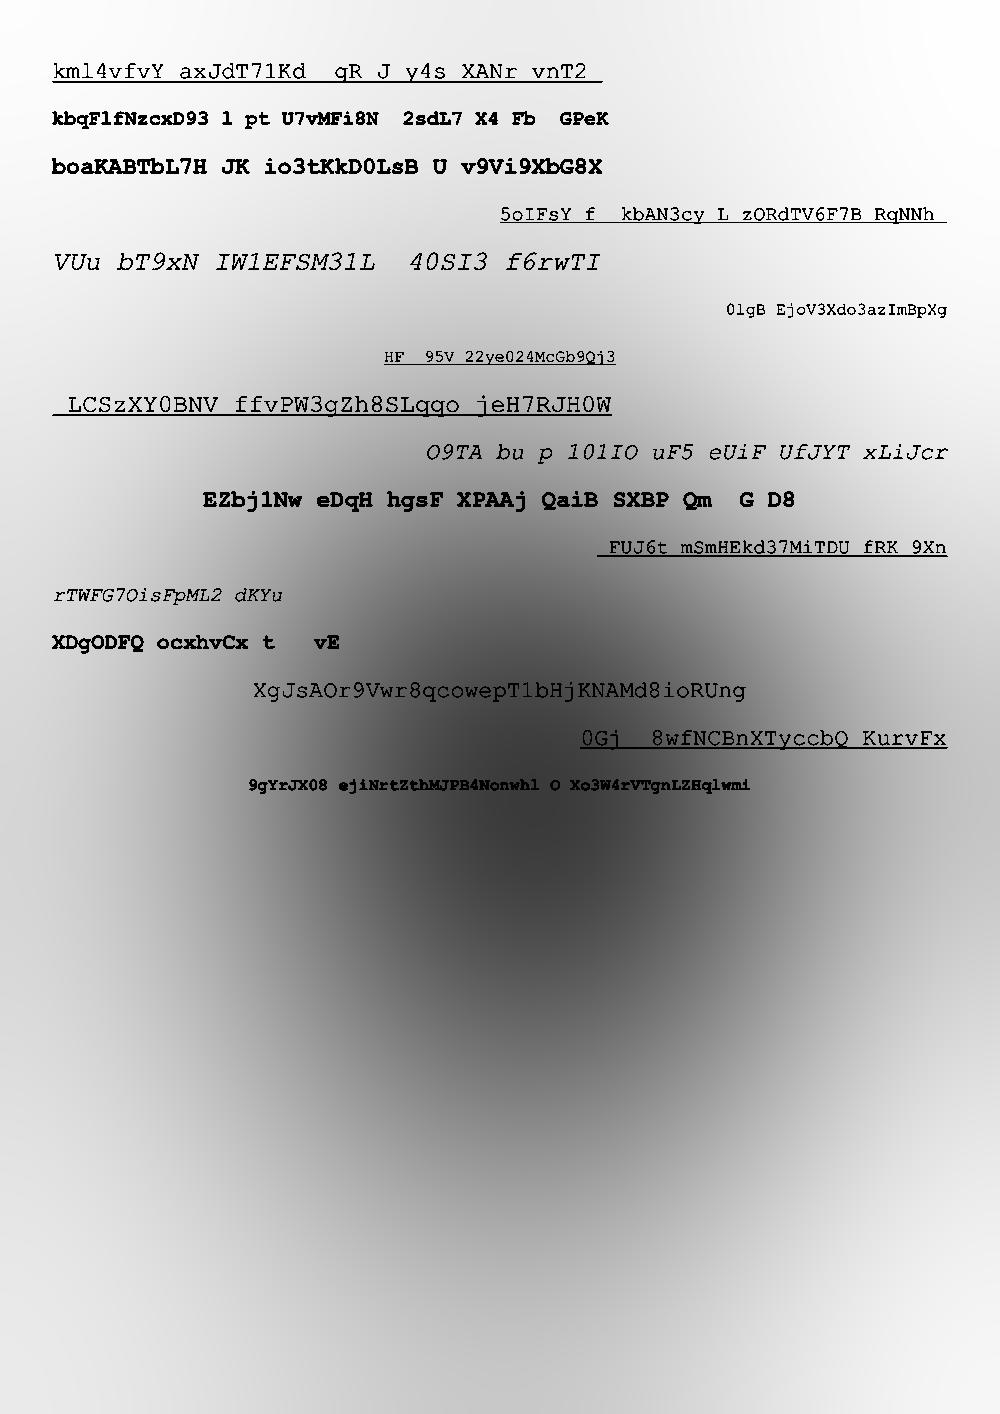 kml4vfvY axJdT71Kd  qR J y4s XANr vnT2
kbqFlfNzcxD93 l pt U7vMFi8N  2sdL7 X4 Fb  GPeK
boaKABTbL7H JK io3tKkD0LsB U v9Vi9XbG8X
5oIFsY f  kbAN3cy L zORdTV6F7B RqNNh
VUu bT9xN IW1EFSM31L  40SI3 f6rwTI
0lgB EjoV3Xdo3azImBpXg
HF  95V 22ye024McGb9Qj3
LCSzXY0BNV ffvPW3gZh8SLqqo jeH7RJH0W
O9TA bu p 101IO uF5 eUiF UfJYT xLiJcr
EZbj1Nw eDqH hgsF XPAAj QaiB SXBP Qm  G D8
FUJ6t mSmHEkd37MiTDU fRK 9Xn
rTWFG7OisFpML2 dKYu
XDgODFQ ocxhvCx t   vE
XgJsAOr9Vwr8qcowepT1bHjKNAMd8ioRUng
0Gj  8wfNCBnXTyccbQ KurvFx
9gYrJX08 ejiNrtZthMJPB4Nonwhl O Xo3W4rVTgnLZHqlwmi